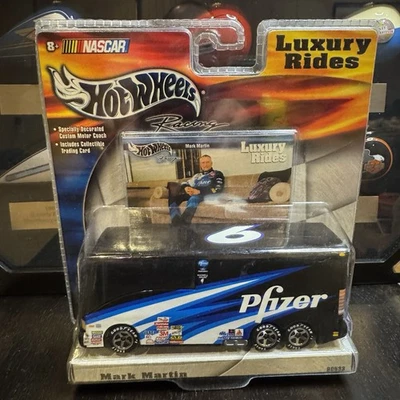 8+
NASCAR
Luxury
Rides
Hot Wheels
Racing
• Specially-Decorated
Custom Motor Coach
• Includes Collectible
Trading Card
Hot Wheels
Mark Martin
Luxury
Rides
6
Pfizer
Mark Martin